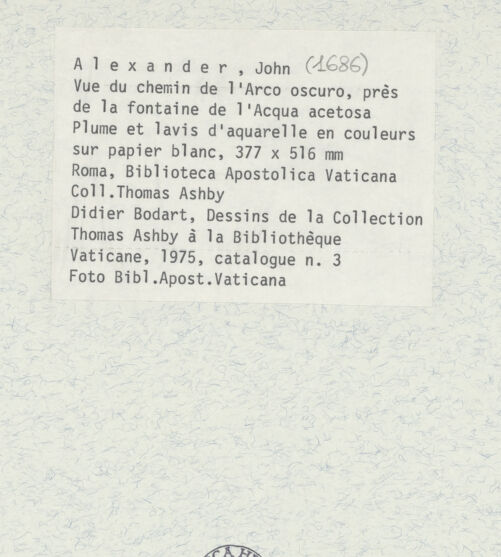 Alexander, John (1686)
Vue du chemin de l'Arco oscuro, près
de la fontaine de l'Acqua acetosa
Plume et lavis d'aquarelle en couleurs
sur papier blanc, 377 x 516 mm
Roma, Biblioteca Apostolica Vaticana
Coll.Thomas Ashby
Didier Bodart, Dessins de la Collection
Thomas Ashby à la Bibliothèque
Vaticane, 1975, catalogue n. 3
Foto Bibl.Apost.Vaticana